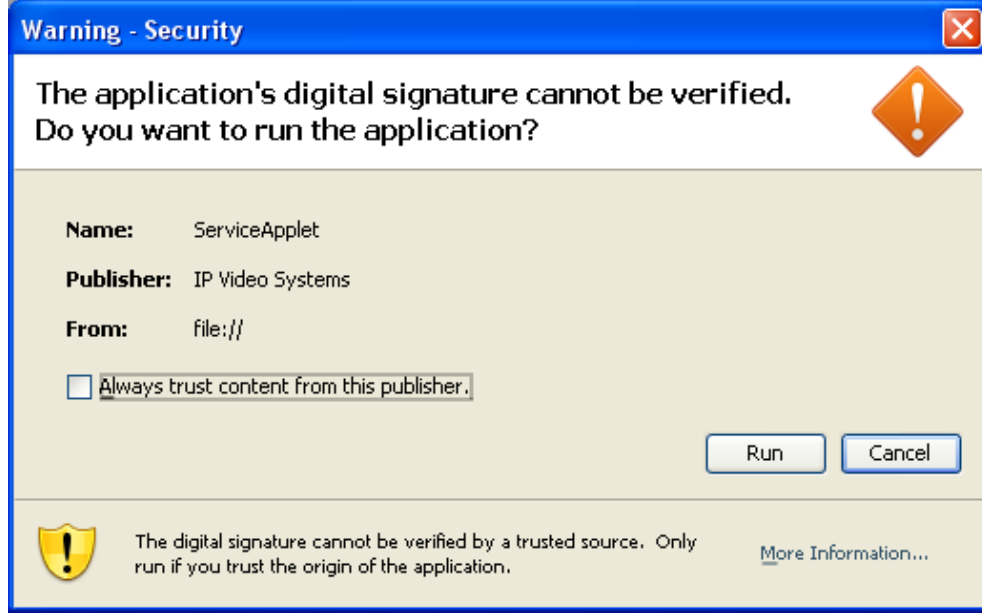 Warning - Security
The application's digital signature cannot be verified.
Do you want to run the application?
Name: ServiceApplet
Publisher: IP Video Systems
From: file://
Always trust content from this publisher.
Run Cancel
The digital signature cannot be verified by a trusted source. Only
run if you trust the origin of the application.
More Information...